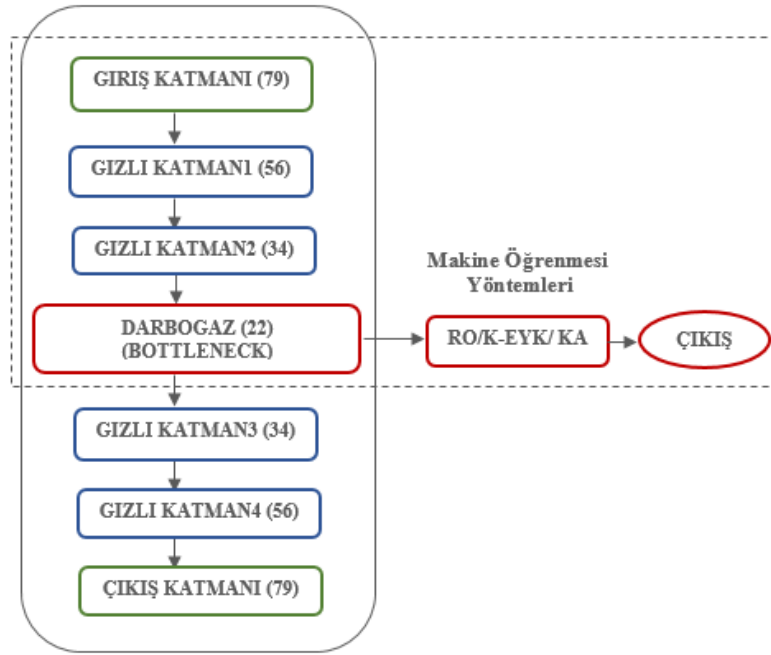 GIRIŞ KATMANI (79)
GIZLI KATMAN1 (56)
GIZLI KATMAN2 (34)
DARBOGAZ (22)
(BOTTLENECK)
Makine Öğrenmesi
Yöntemleri
RO/K-EYK/ KA
ÇIKIŞ
GIZLI KATMAN3 (34)
GIZLI KATMAN4 (56)
ÇIKIŞ KATMANI (79)